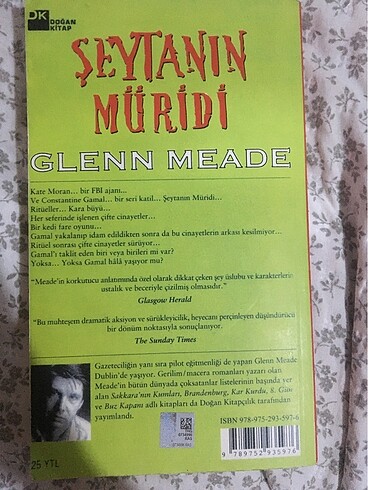 DK
DOĞAN
KİTAP
ŞEYTANIN
MÜRİDİ
GLENN MEADE
Kate Moran... bir FBI ajanı...
Ve Constantine Gamal... bir seri katil... Şeytanın Müridi...
Ritüeller... Kara büyü...
Her seferinde işlenen çifte cinayetler...
Bir kedi fare oyunu...
Gamal yakalanıp idam edildikten sonra da bu cinayetlerin arkası kesilmiyor...
Ritüel sonrası çifte cinayetler sürüyor...
Gamal'ı taklit eden biri veya birileri mi var?
Yoksa... Yoksa Gamal hâlâ yaşıyor mu?
"Meade'in korkutucu anlatımında özel olarak dikkat çeken şey üslubu ve karakterlerin
ustalık ve beceriyle çizilmiş olmasıdır."
Glasgow Herald
"Bu muhteşem dramatik aksiyon ve sürükleyicilik, heyecanı perçinleyen düşündürücü
bir dönüm noktasıyla sonuçlanıyor.
The Sunday Times
Gazeteciliğin yanı sıra pilot eğitmenliği de yapan Glenn Meade
Dublin'de yaşıyor. Gerilim/macera romanları yazarı olan
Meade'in bütün dünyada çoksatanlar listelerinin başında yer
alan Sakkara'nın Kumları, Brandenburg, Kar Kurdu, 8. Gün
ve Buz Kapanı adlı kitapları da Doğan Kitapçılık tarafından
yayımlandı.
ISBN 978-975-293-597-6
9 789752 935976
25 YTL